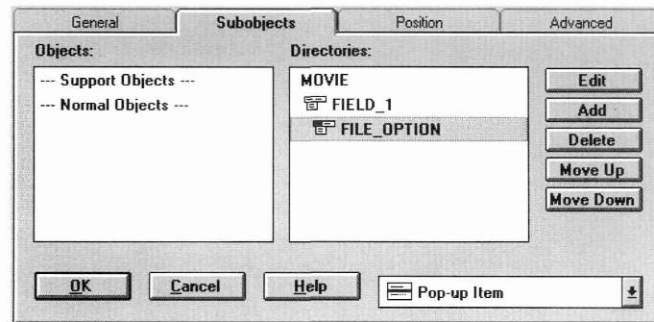 General Subobjects Position Advanced
Objects: Directories:
--- Support Objects ---
--- Normal Objects ---
MOVIE
FIELD_1
FILE_OPTION
Edit
Add
Delete
Move Up
Move Down
OK Cancel Help Pop-up Item